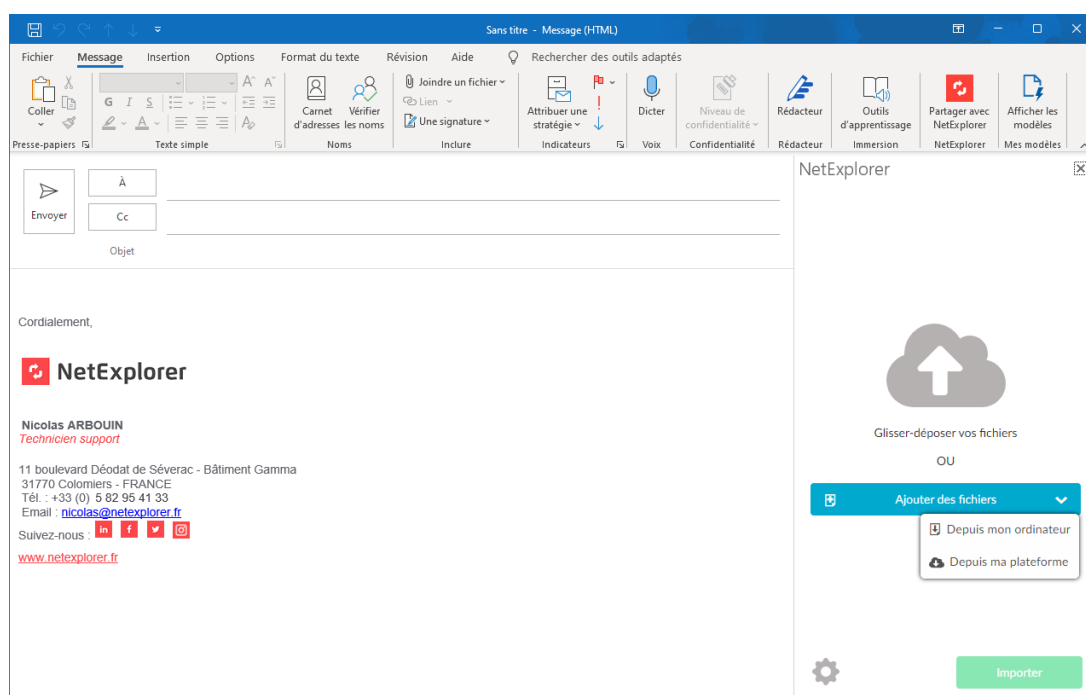 Sans titre - Message (HTML)
Fichier Message Insertion Options Format du texte Révision Aide Rechercher des outils adaptés
Coller
G I S
A A
Carnet d'adresses
Vérifier les noms
Joindre un fichier
Lien
Une signature
Attribuer une stratégie
Dicter
Niveau de confidentialité
Rédacteur
Outils d'apprentissage
Partager avec NetExplorer
Afficher les modèles
Presse-papiers Texte simple Noms Inclure Indicateurs Voix Confidentialité Rédacteur Immersion NetExplorer Mes modèles
Envoyer
À
Cc
Objet
Cordialement,
NetExplorer
Nicolas ARBOUIN
Technicien support
11 boulevard Déodat de Séverac - Bâtiment Gamma
31770 Colomiers - FRANCE
Tél. : +33 (0) 5 82 95 41 33
Email : nicolas@netexplorer.fr
Suivez-nous :
www.netexplorer.fr
NetExplorer
Glisser-déposer vos fichiers
OU
Ajouter des fichiers
Depuis mon ordinateur
Depuis ma plateforme
Importer